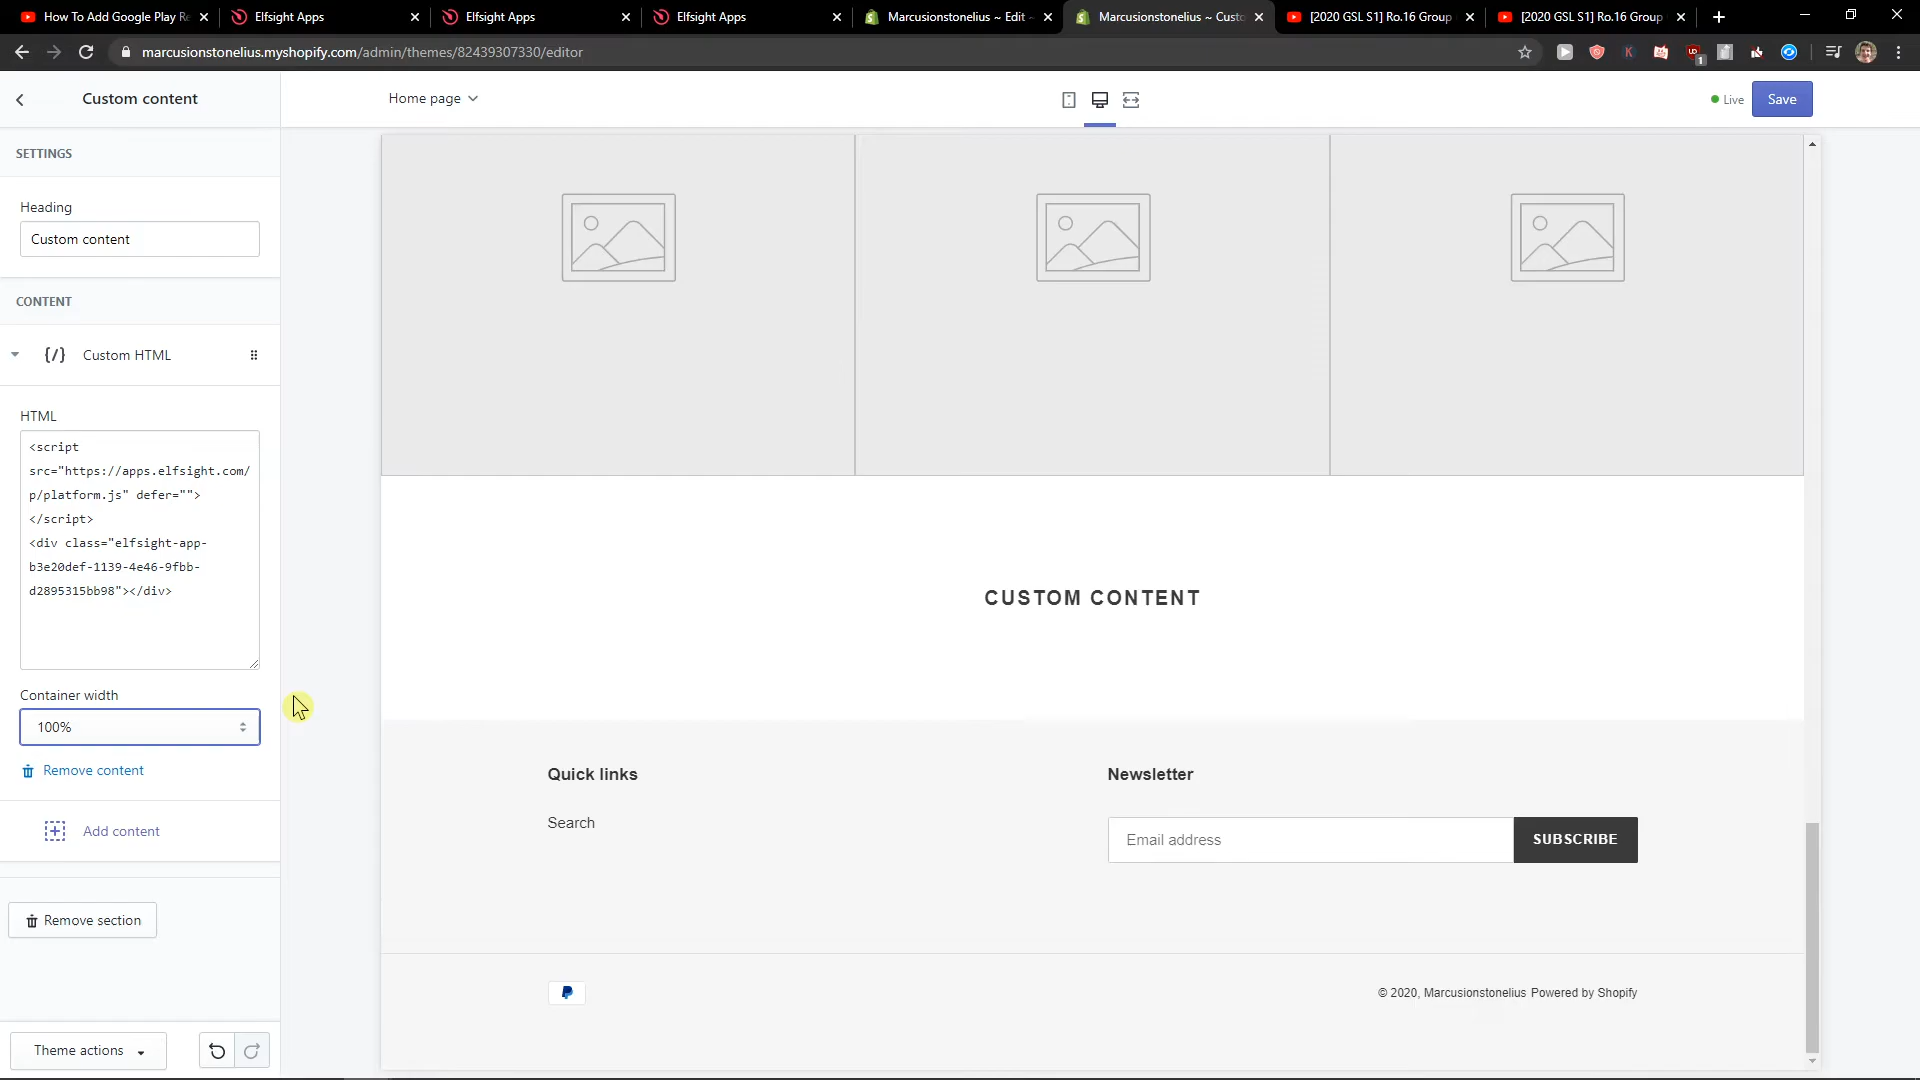 How To Add Google Play Re
Elfsight Apps
Elfsight Apps
Elfsight Apps
Marcusionstonelius ~ Edit ~
Marcusionstonelius ~ Custo
[2020 GSL S1] Ro.16 Group
[2020 GSL S1] Ro.16 Group
marcusionstonelius.myshopify.com/admin/themes/82439307330/editor
1
Custom content
Home page
Live
Save
SETTINGS
Heading
Custom content
CONTENT
{/} Custom HTML
HTML
<script
src="https://apps.elfsight.com/
p/platform.js" defer="">
</script>
<div class="elfsight-app-
b3e20def-1139-4e46-9fbb-
d2895315bb98"></div>
Container width
100%
Remove content
Add content
Remove section
Theme actions
CUSTOM CONTENT
Quick links
Search
Newsletter
Email address
SUBSCRIBE
© 2020, Marcusionstonelius Powered by Shopify